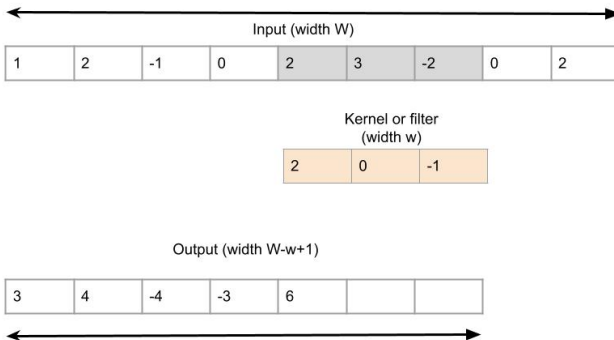 Input (width W)
1 2 -1 0 2 3 -2 0 2
Kernel or filter
(width w)
2 0 -1
Output (width W-w+1)
3 4 -4 -3 6